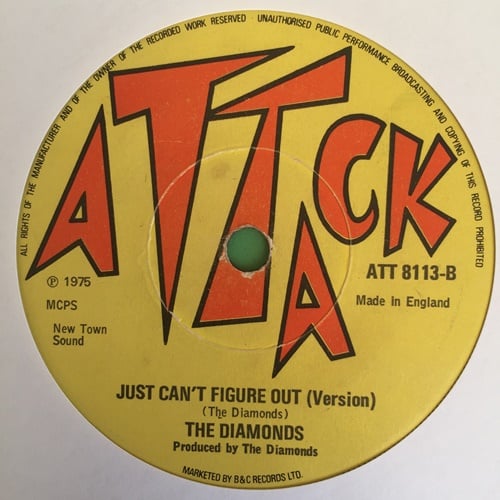 ALL RIGHTS OF THE MANUFACTURER AND OF THE OWNER OF THE RECORDED WORK RESERVED · UNAUTHORISED PUBLIC PERFORMANCE BROADCASTING AND COPYING OF THIS RECORD PROHIBITED
ATTACK
ATT 8113-B
℗ 1975
Made in England
MCPS
New Town
Sound
JUST CAN'T FIGURE OUT (Version)
(The Diamonds)
THE DIAMONDS
Produced by The Diamonds
MARKETED BY B&C RECORDS LTD.